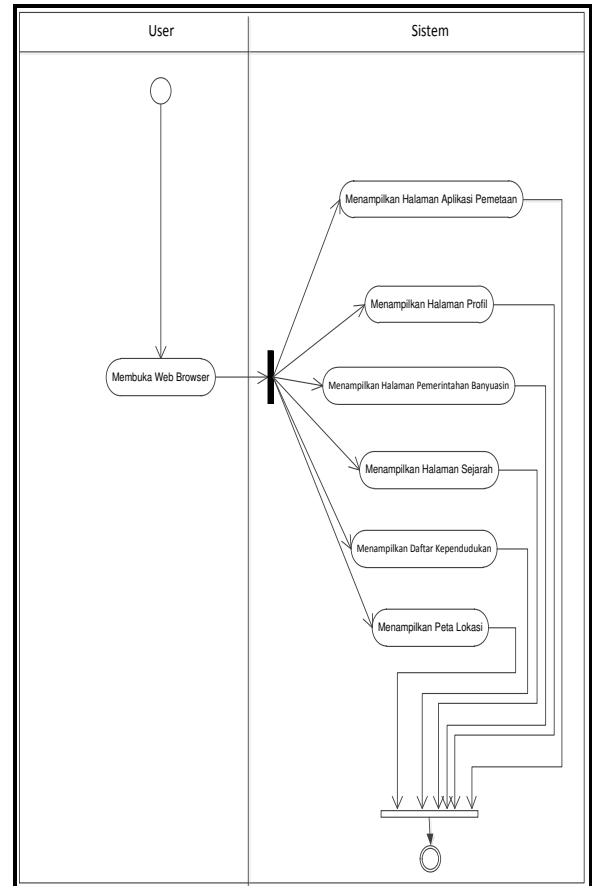 User
Sistem
Menampilkan Halaman Aplikasi Pemetaan
Menampilkan Halaman Profil
Membuka Web Browser
Menampilkan Halaman Pemerintahan Banyuasin
Menampilkan Halaman Sejarah
Menampilkan Daftar Kependudukan
Menampilkan Peta Lokasi